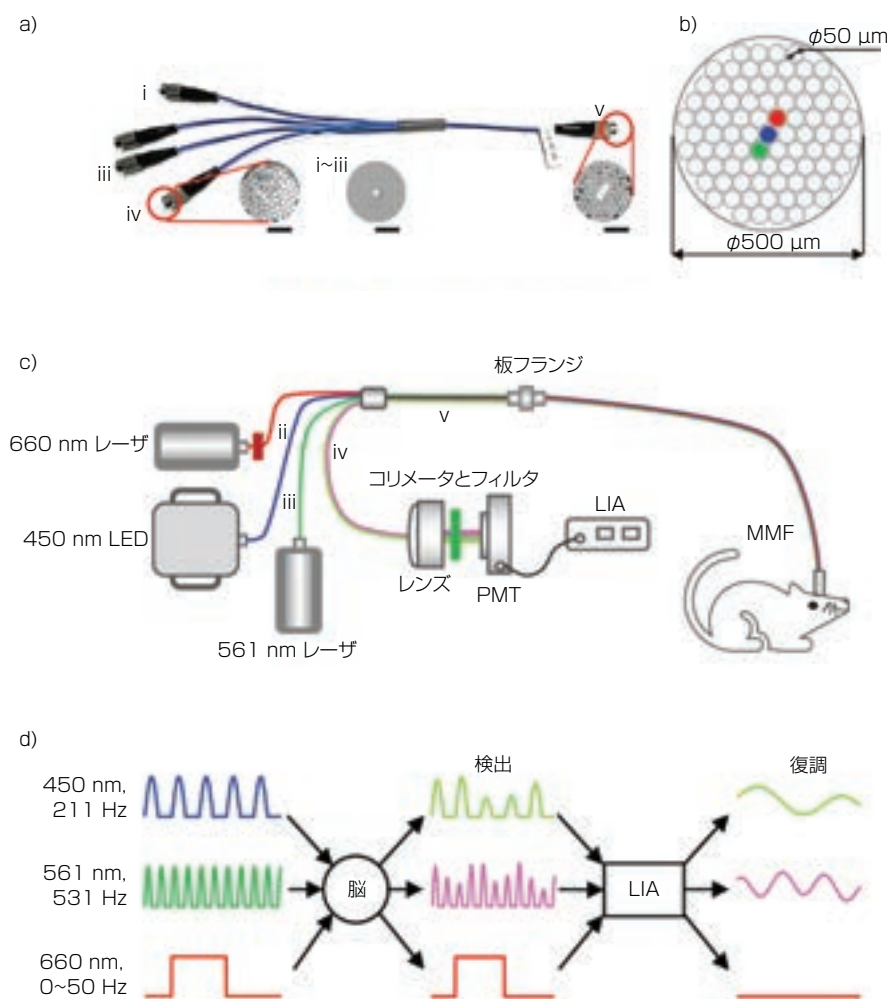 a)
i
iii
iv
i~iii
v
b)
φ50 μm
φ500 μm
c)
板フランジ
660 nm レーザ
ii
v
iii
iv
コリメータとフィルタ
LIA
450 nm LED
MMF
レンズ
PMT
561 nm レーザ
d)
検出
復調
450 nm,
211 Hz
561 nm,
531 Hz
脳
LIA
660 nm,
0~50 Hz